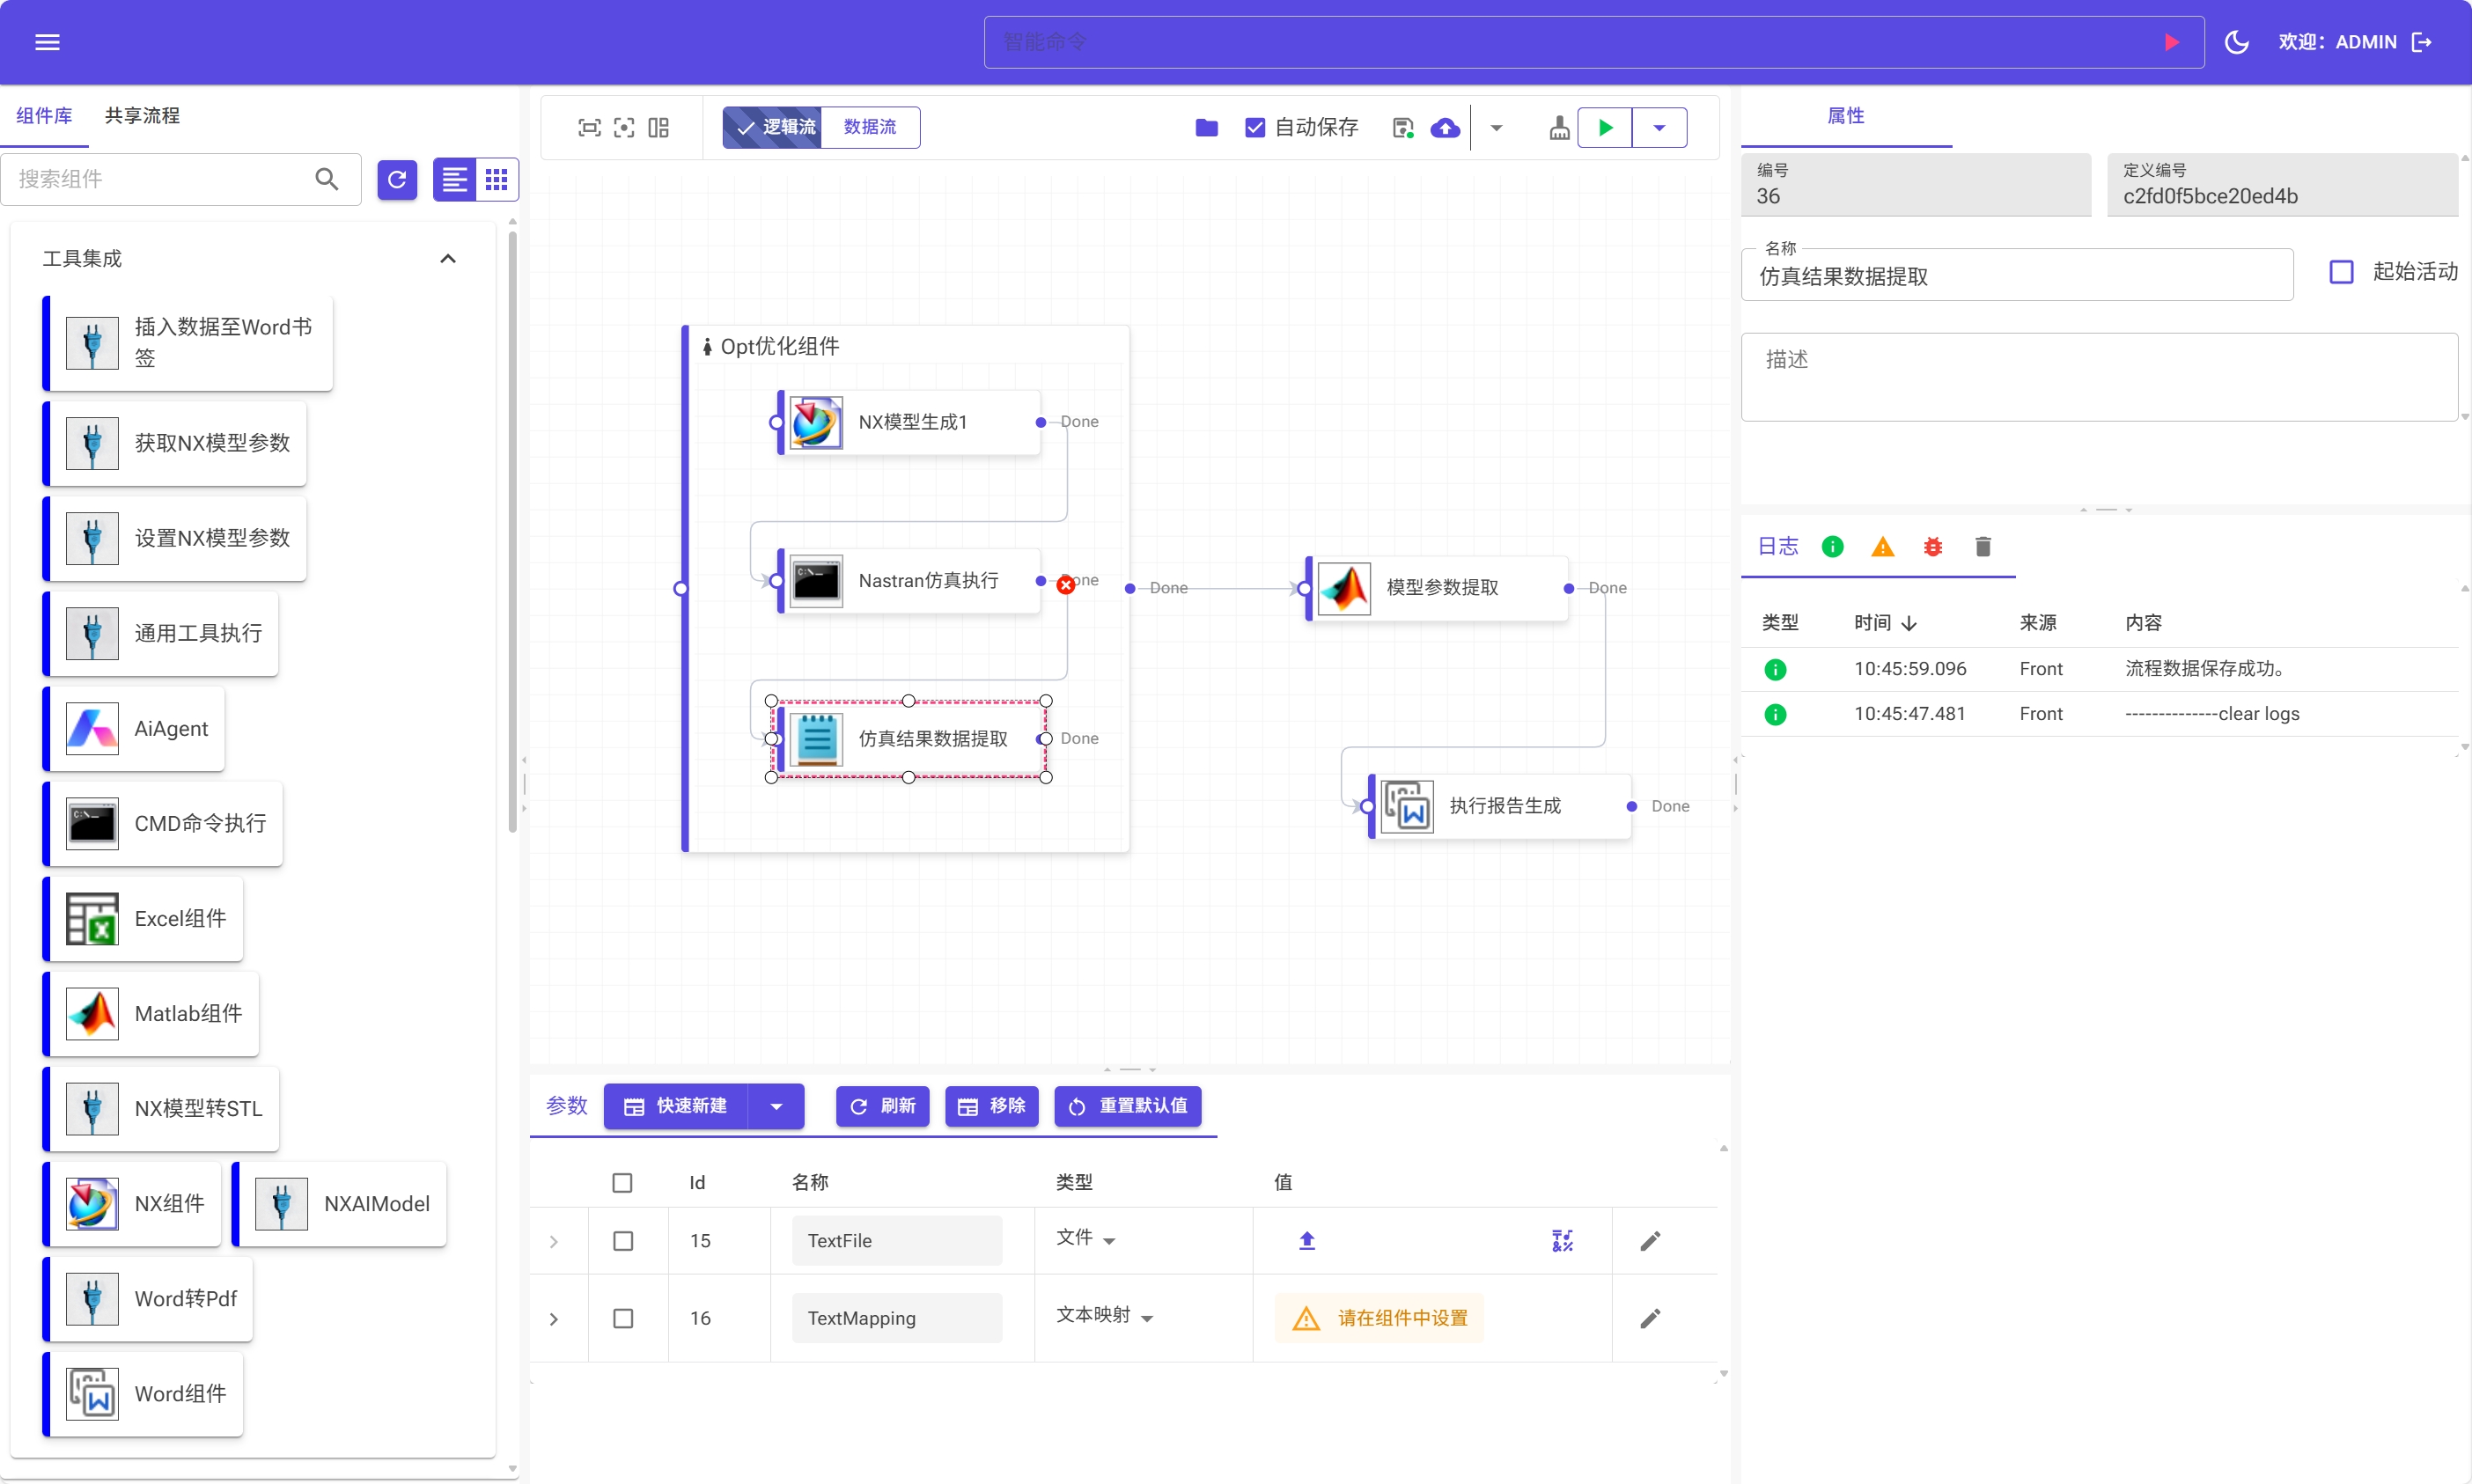 智能命令
欢迎：ADMIN
组件库
共享流程
搜索组件
工具集成
插入数据至Word书
签
获取NX模型参数
设置NX模型参数
通用工具执行
AiAgent
CMD命令执行
Excel组件
Matlab组件
NX模型转STL
NX组件
NXAIModel
Word转Pdf
Word组件
逻辑流
数据流
自动保存
Opt优化组件
NX模型生成1
Done
Nastran仿真执行
one
Done
模型参数提取
Done
仿真结果数据提取
Done
执行报告生成
Done
参数
快速新建
刷新
移除
重置默认值
Id
名称
类型
值
15
TextFile
文件
16
TextMapping
文本映射
请在组件中设置
属性
编号
36
定义编号
c2fd0f5bce20ed4b
名称
仿真结果数据提取
起始活动
描述
日志
类型
时间
来源
内容
10:45:59.096
Front
流程数据保存成功。
10:45:47.481
Front
--------------clear logs